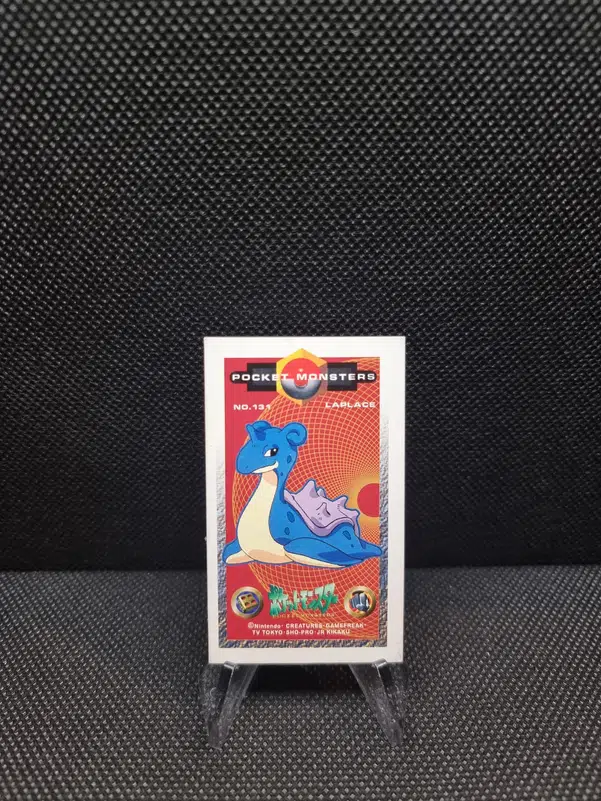 POCKET MONSTERS
NO.131 LAPLACE
ポケットモンスター
©Nintendo・CREATURES・GAMEFREAK・
TV TOKYO・SHO-PRO・JR KIKAKU